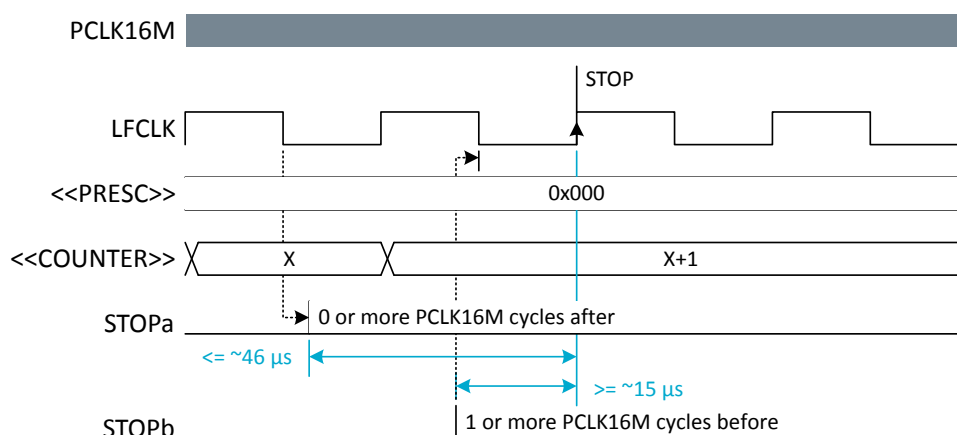 PCLK16M
STOP
LFCLK
<<PRESC>>
0x000
<<COUNTER>>
X
X+1
STOPa
0 or more PCLK16M cycles after
<= ~46 μs
>= ~15 μs
STOPb
1 or more PCLK16M cycles before